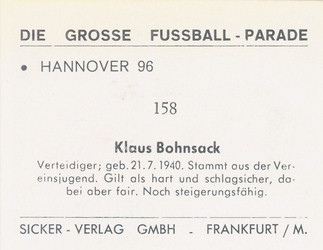 DIE GROSSE FUSSBALL - PARADE
• HANNOVER 96
158
Klaus Bohnsack
Verteidiger; geb. 21. 7. 1940. Stammt aus der Ver-
einsjugend. Gilt als hart und schlagsicher, da-
bei aber fair. Noch steigerungsfähig.
SICKER - VERLAG GMBH - FRANKFURT / M.